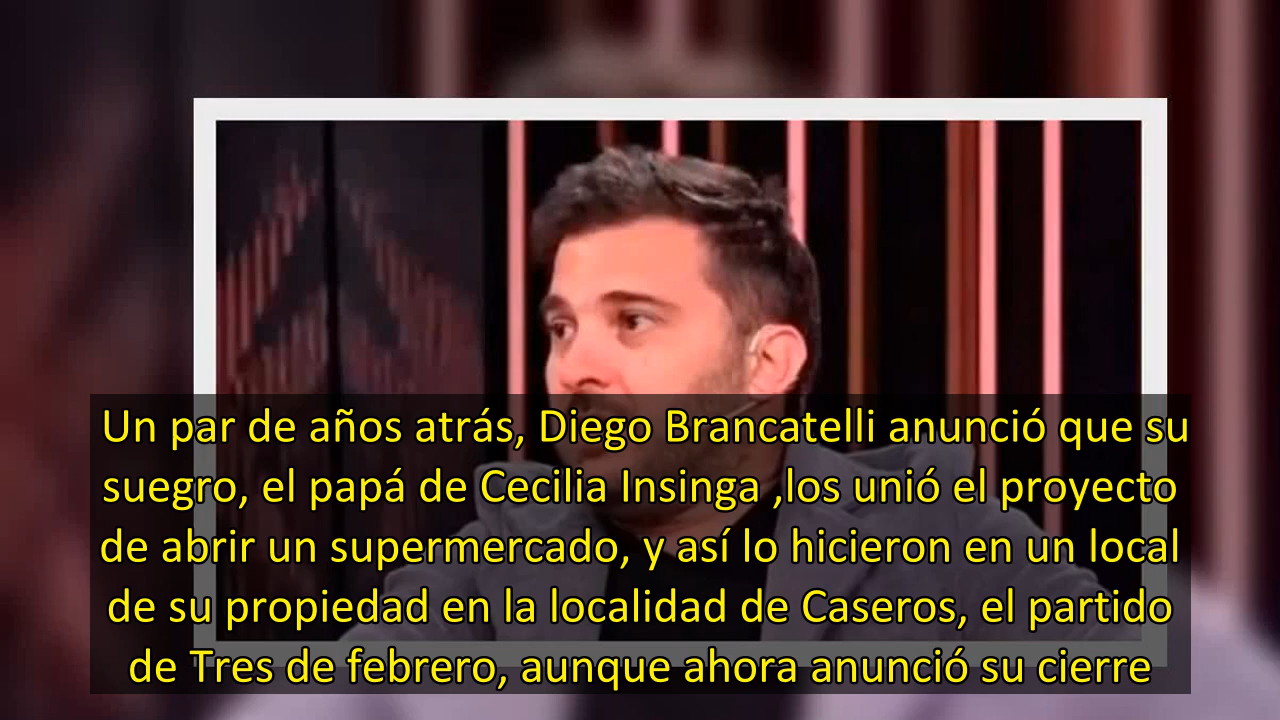 Un par de años atrás, Diego Brancatelli anunció que su
suegro, el papá de Cecilia Insinga ,los unió el proyecto
de abrir un supermercado, y así lo hicieron en un local
de su propiedad en la localidad de Caseros, el partido
de Tres de febrero, aunque ahora anunció su cierre